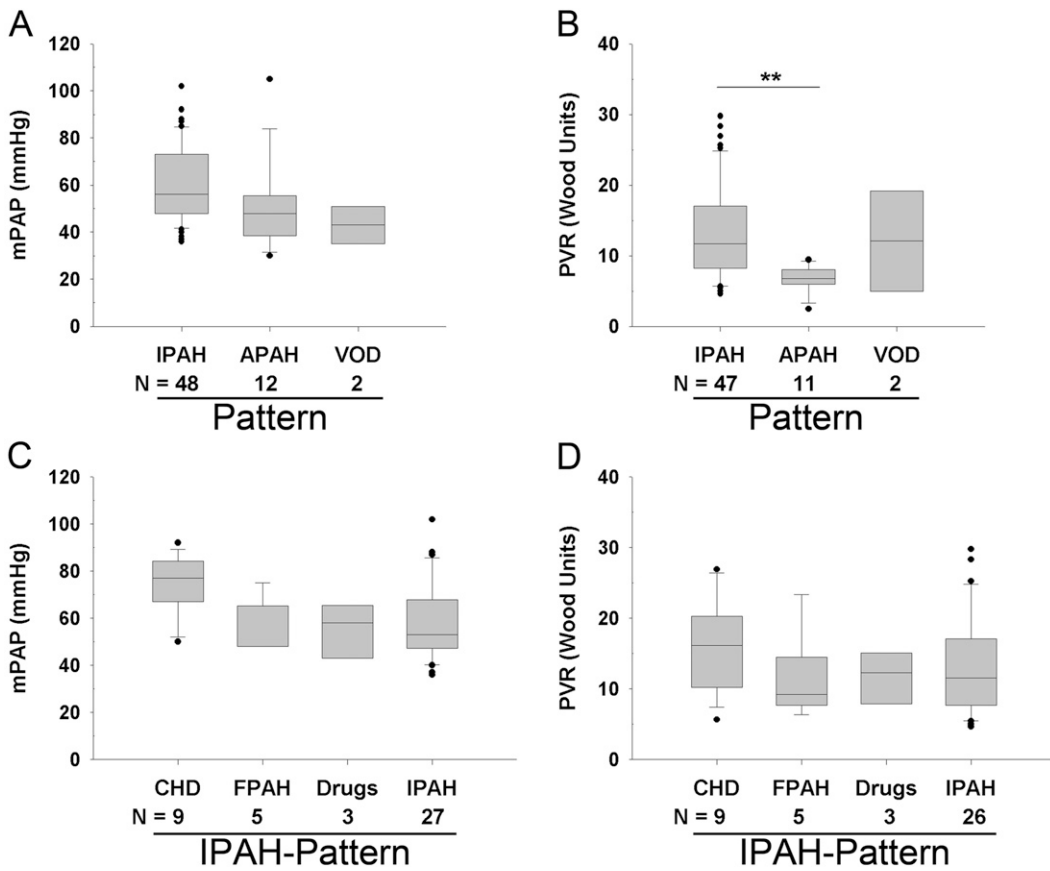 A
mPAP (mmHg)
120
100
80
60
40
20
0
IPAH APAH VOD
N = 48 12 2
Pattern
B
PVR (Wood Units)
40
30
20
10
0
**
IPAH APAH VOD
N = 47 11 2
Pattern
C
mPAP (mmHg)
120
100
80
60
40
20
0
CHD FPAH Drugs IPAH
N = 9 5 3 27
IPAH-Pattern
D
PVR (Wood Units)
40
30
20
10
0
CHD FPAH Drugs IPAH
N = 9 5 3 26
IPAH-Pattern